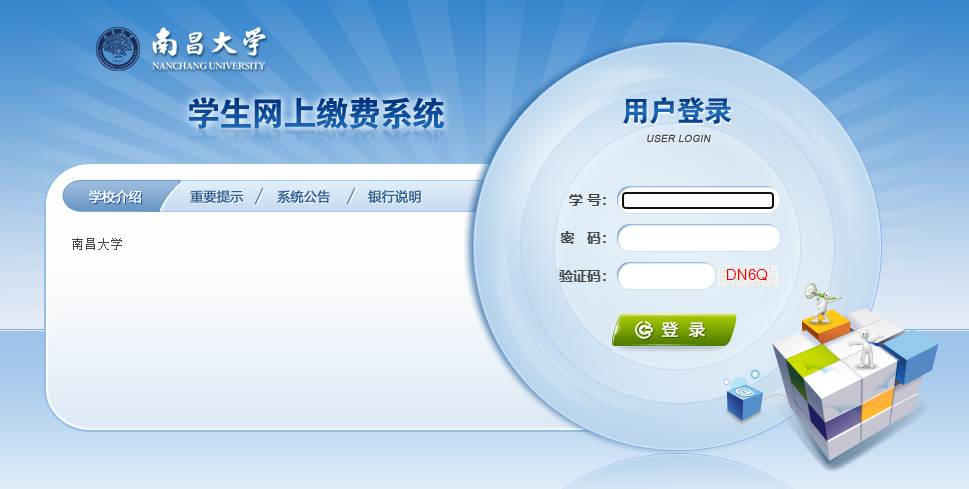 南昌大学
NANCHANG UNIVERSITY
学生网上缴费系统
学校介绍
重要提示 / 系统公告 / 银行说明
南昌大学
用户登录
USER LOGIN
学 号：
密 码：
验证码： DN6Q
登 录
@